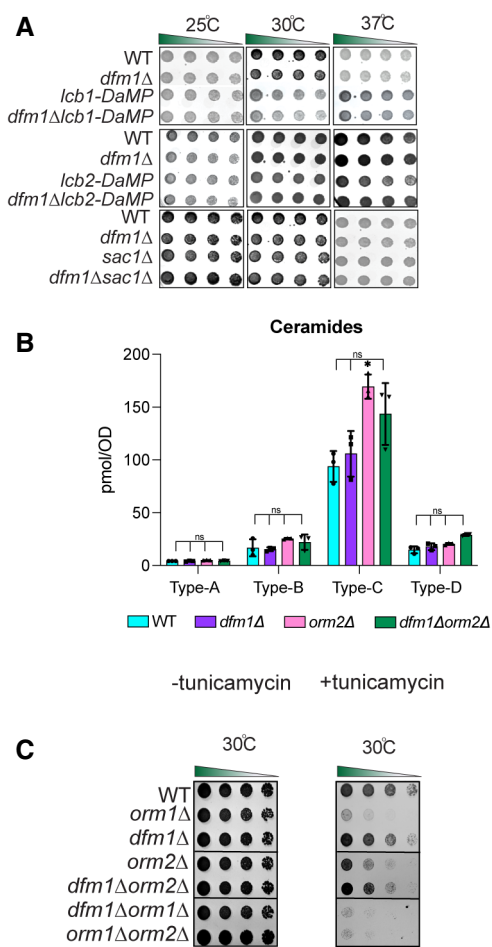 A
25°C 30°C 37°C
WT
dfm1Δ
lcb1-DaMP
dfm1Δlcb1-DaMP
WT
dfm1Δ
lcb2-DaMP
dfm1Δlcb2-DaMP
WT
dfm1Δ
sac1Δ
dfm1Δsac1Δ
B
Ceramides
pmol/OD
200
150
100
50
0
ns ns ns * ns
Type-A Type-B Type-C Type-D
WT dfm1Δ orm2Δ dfm1Δorm2Δ
-tunicamycin +tunicamycin
C
30°C 30°C
WT
orm1Δ
dfm1Δ
orm2Δ
dfm1Δorm2Δ
dfm1Δorm1Δ
orm1Δorm2Δ